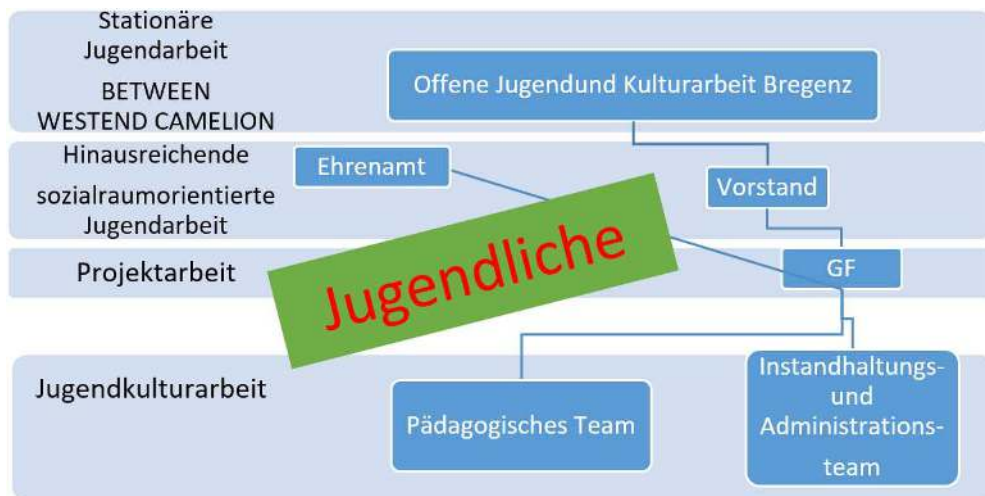 Stationäre
Jugendarbeit
BETWEEN
WESTEND CAMELION
Offene Jugendund Kulturarbeit Bregenz
Hinausreichende
sozialraumorientierte
Jugendarbeit
Ehrenamt
Vorstand
Jugendliche
Projektarbeit
GF
Jugendkulturarbeit
Pädagogisches Team
Instandhaltungs-
und
Administrations-
team